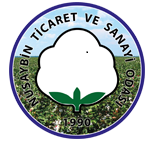 NUSAYBİN TİCARET VE SANAYİ ODASI
1990